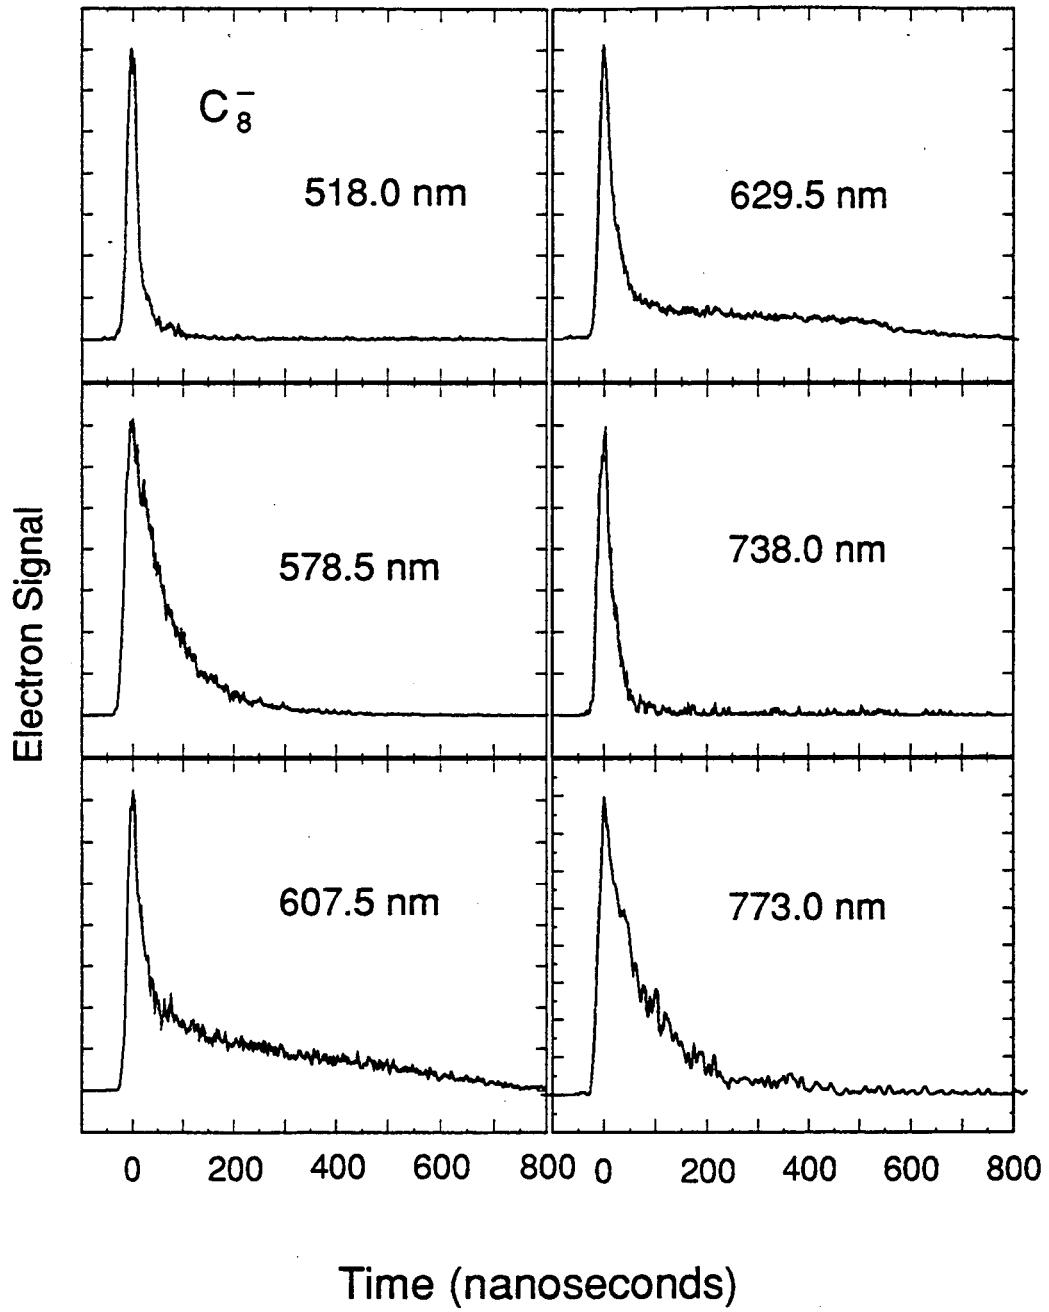 C₈⁻
518.0 nm
629.5 nm
578.5 nm
738.0 nm
607.5 nm
773.0 nm
Electron Signal
0 200 400 600 800 0 200 400 600 800
Time (nanoseconds)